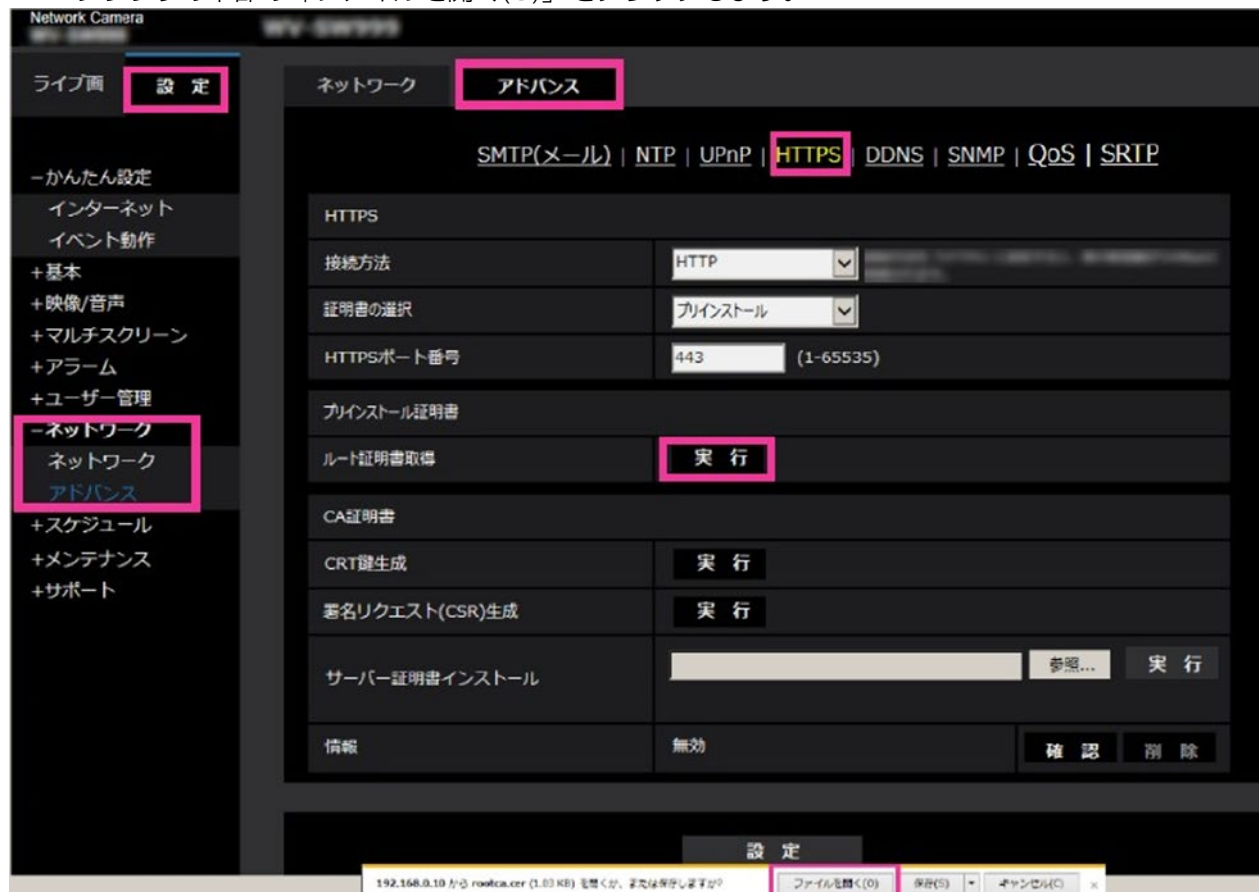 Network Camera
WV-SW999
ライブ画 設 定
ネットワーク アドバンス
SMTP(メール) | NTP | UPnP | HTTPS | DDNS | SNMP | QoS | SRTP
－かんたん設定
インターネット
イベント動作
+基本
+映像/音声
+マルチスクリーン
+アラーム
+ユーザー管理
－ネットワーク
ネットワーク
アドバンス
+スケジュール
+メンテナンス
+サポート
HTTPS
接続方法 HTTP
証明書の選択 プリインストール
HTTPSポート番号 443 (1-65535)
プリインストール証明書
ルート証明書取得 実 行
CA証明書
CRT鍵生成 実 行
署名リクエスト(CSR)生成 実 行
サーバー証明書インストール 参照... 実 行
情報 無効 確 認 削 除
設 定
192.168.0.10 から rootca.cer (1.03 KB) を開くか、または保存しますか? ファイルを開く(O) 保存(S) キャンセル(C) ×